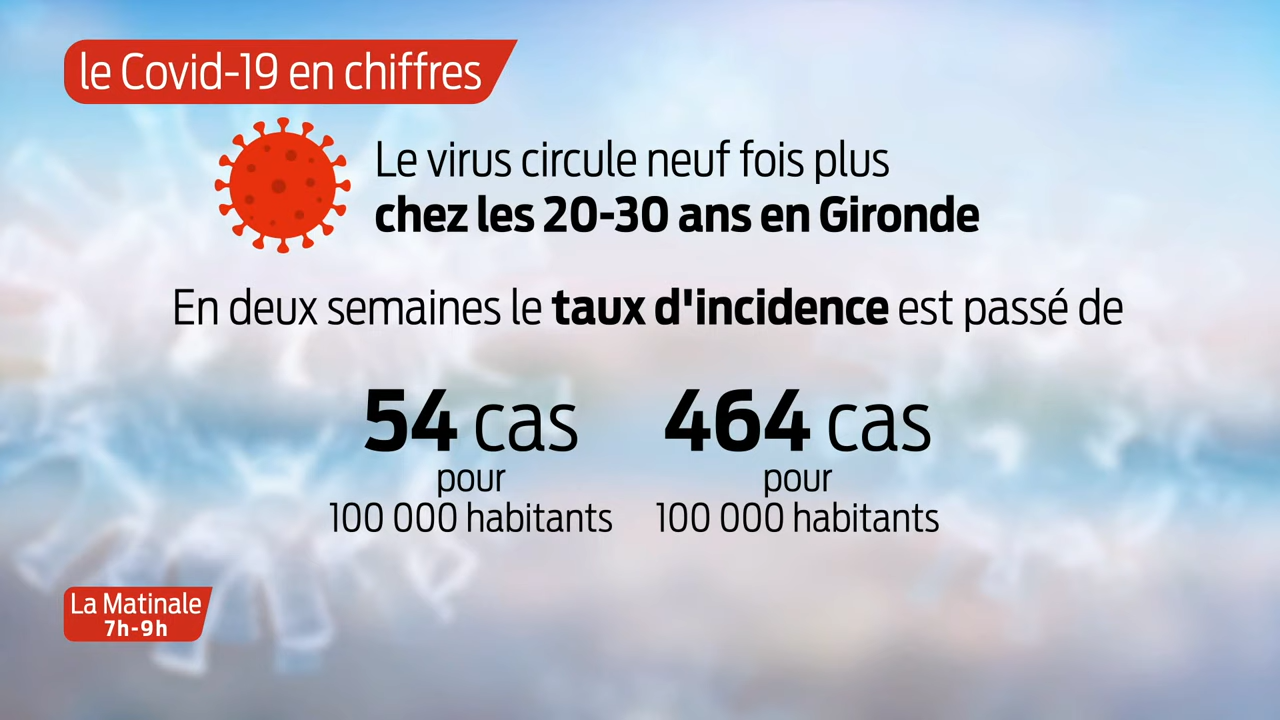 le Covid-19 en chiffres
Le virus circule neuf fois plus
chez les 20-30 ans en Gironde
En deux semaines le taux d'incidence est passé de
54 cas
pour
100 000 habitants
464 cas
pour
100 000 habitants
La Matinale
7h-9h